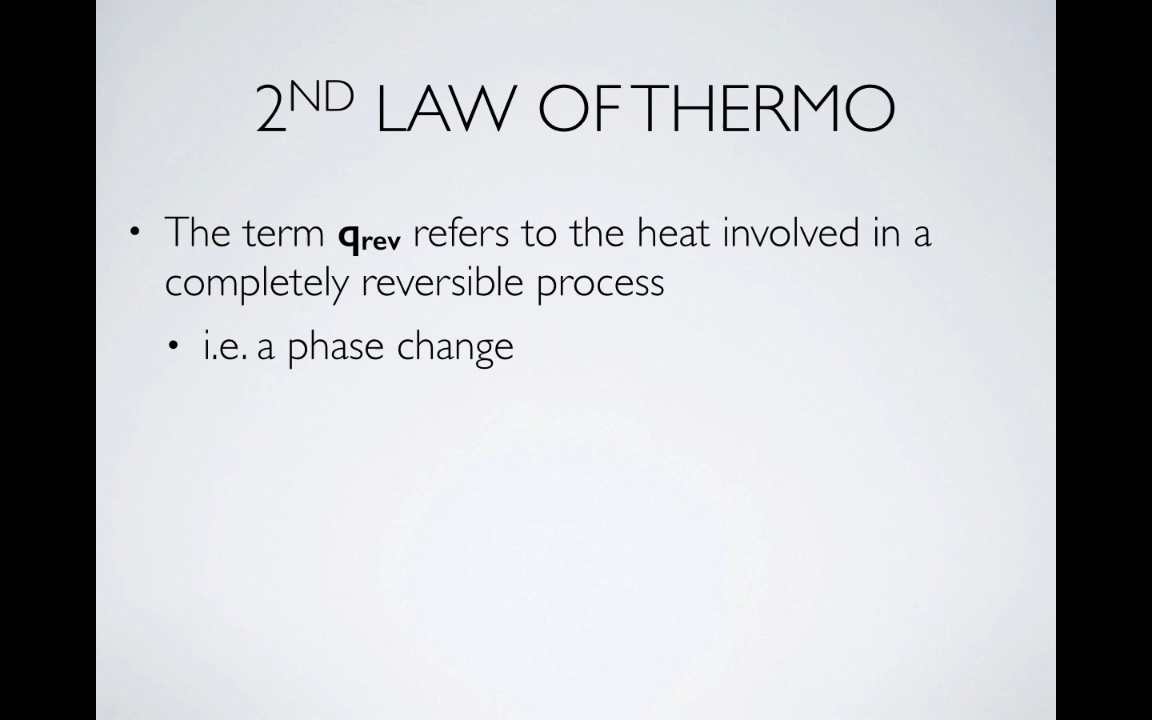 2ND LAW OF THERMO
• The term qrev refers to the heat involved in a
completely reversible process
• i.e. a phase change